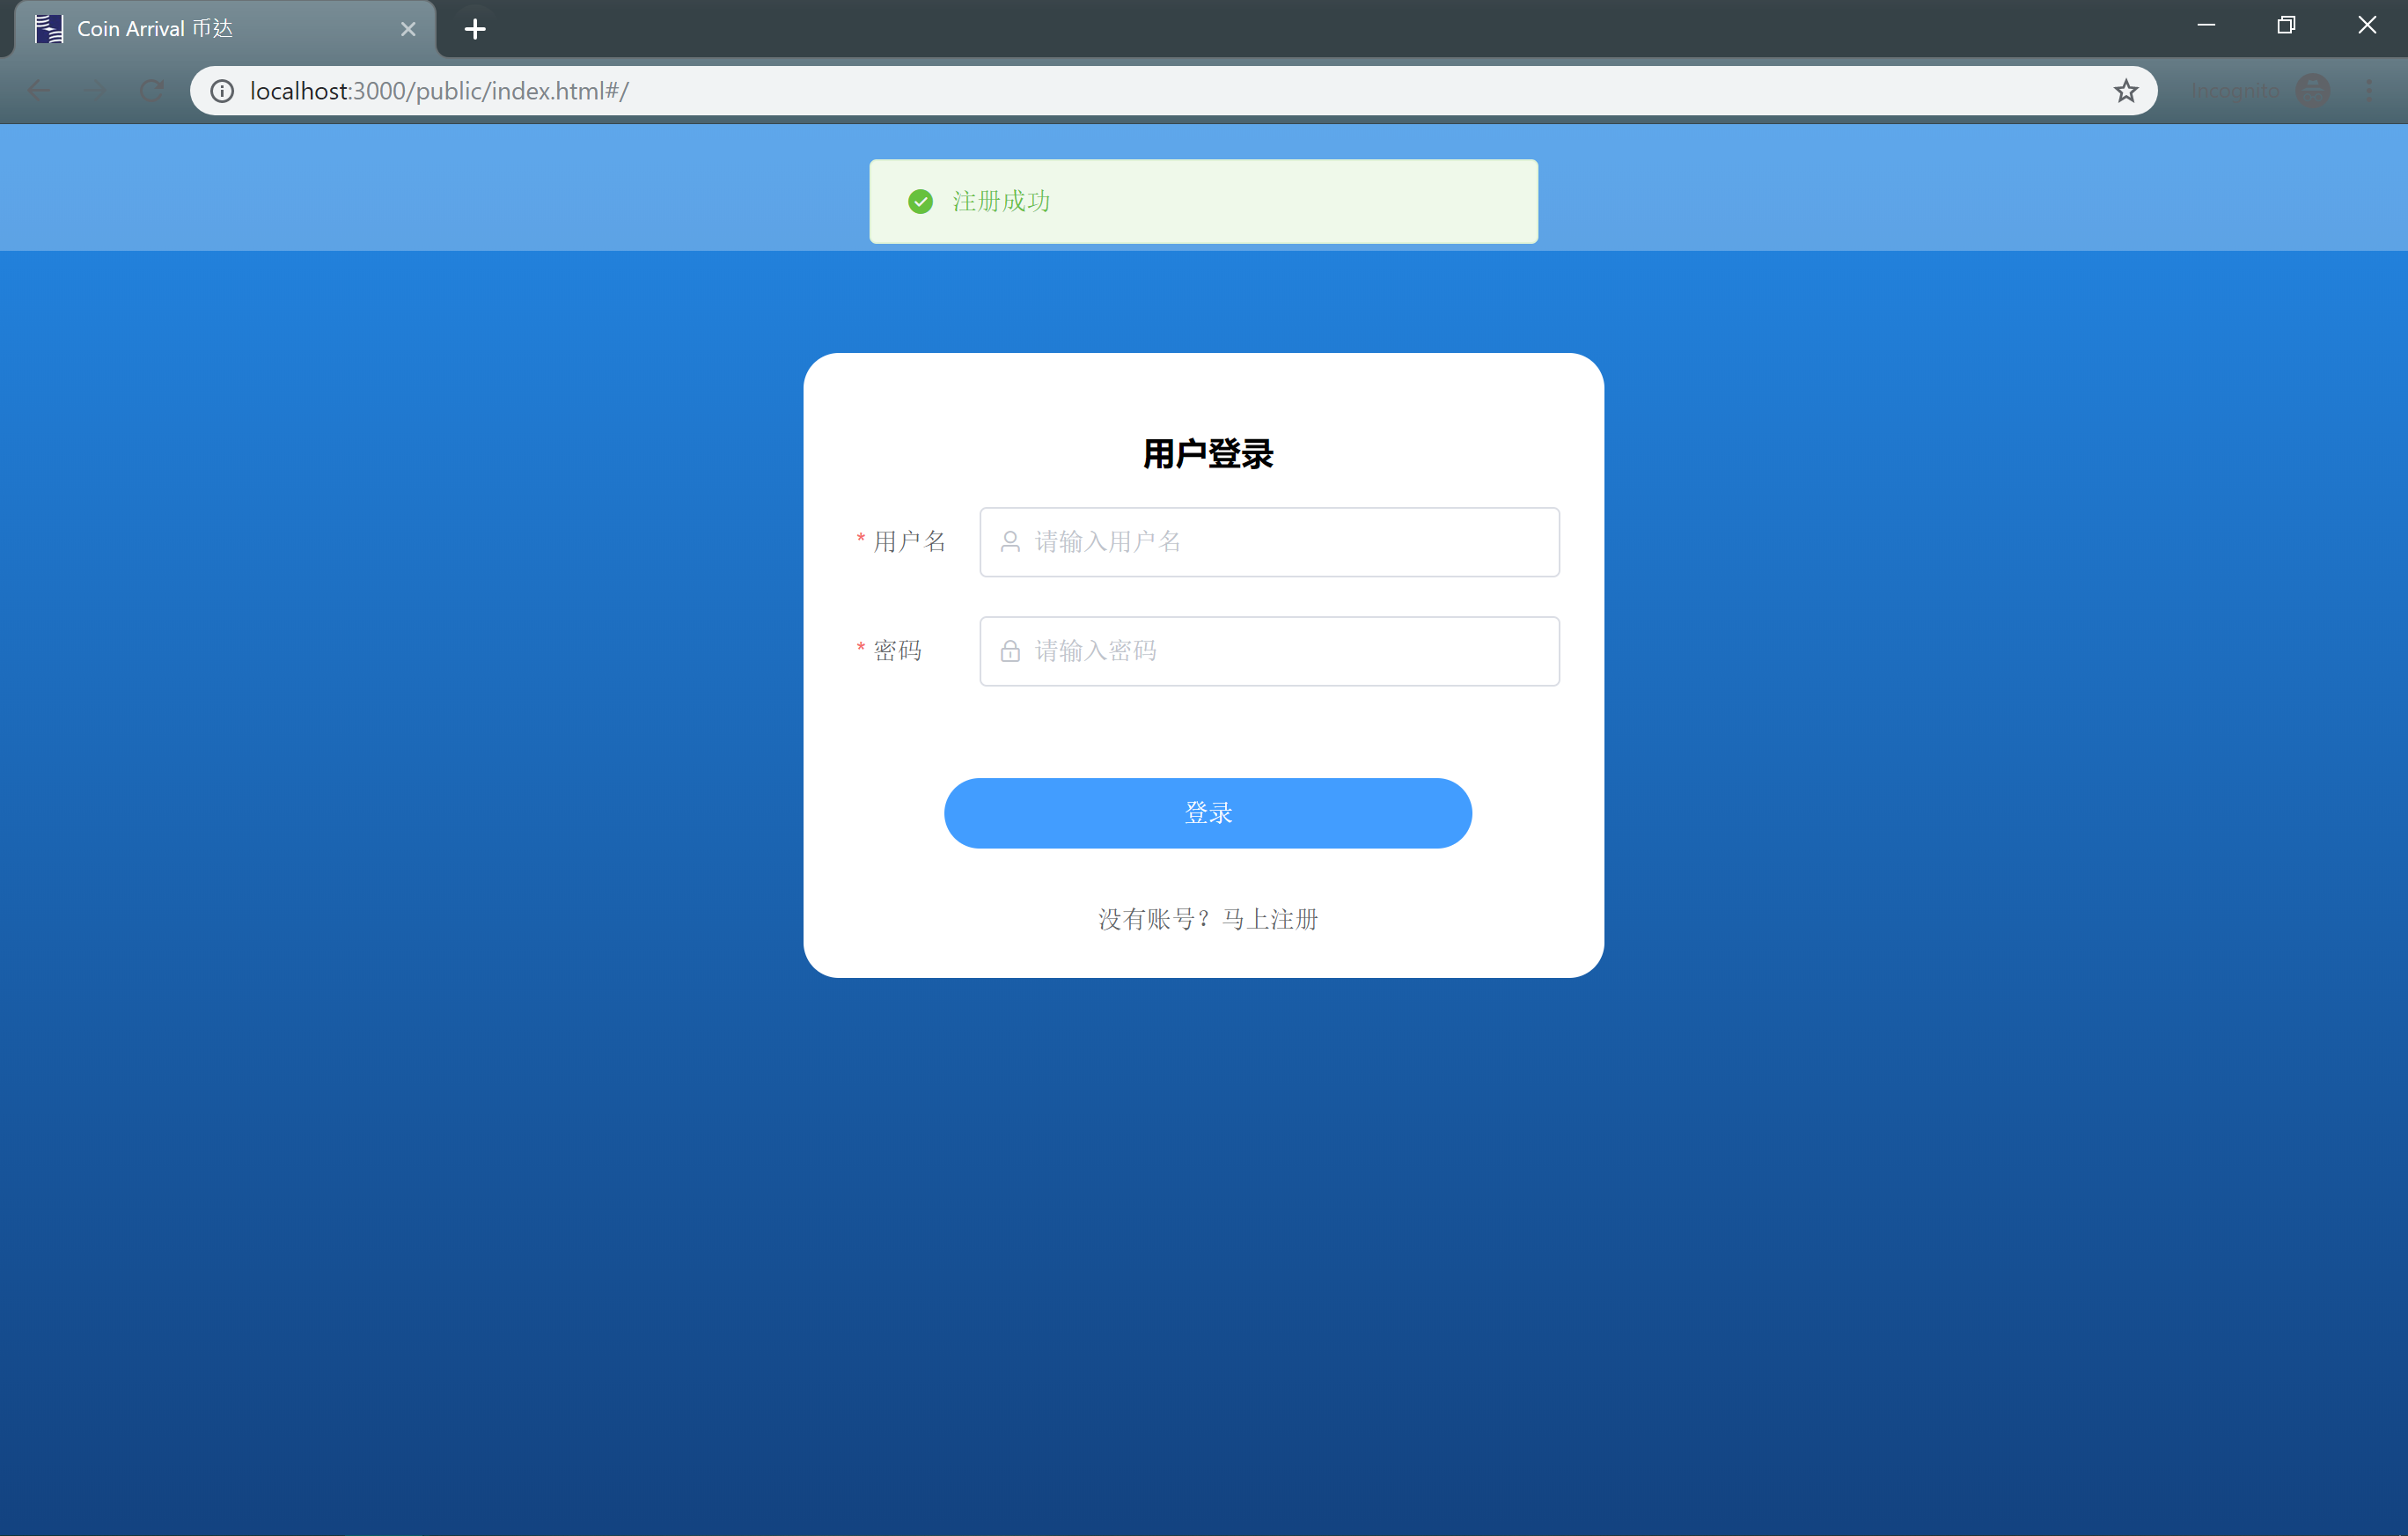 Coin Arrival 币达
localhost:3000/public/index.html#/
Incognito
注册成功
用户登录
* 用户名
请输入用户名
* 密码
请输入密码
登录
没有账号？马上注册